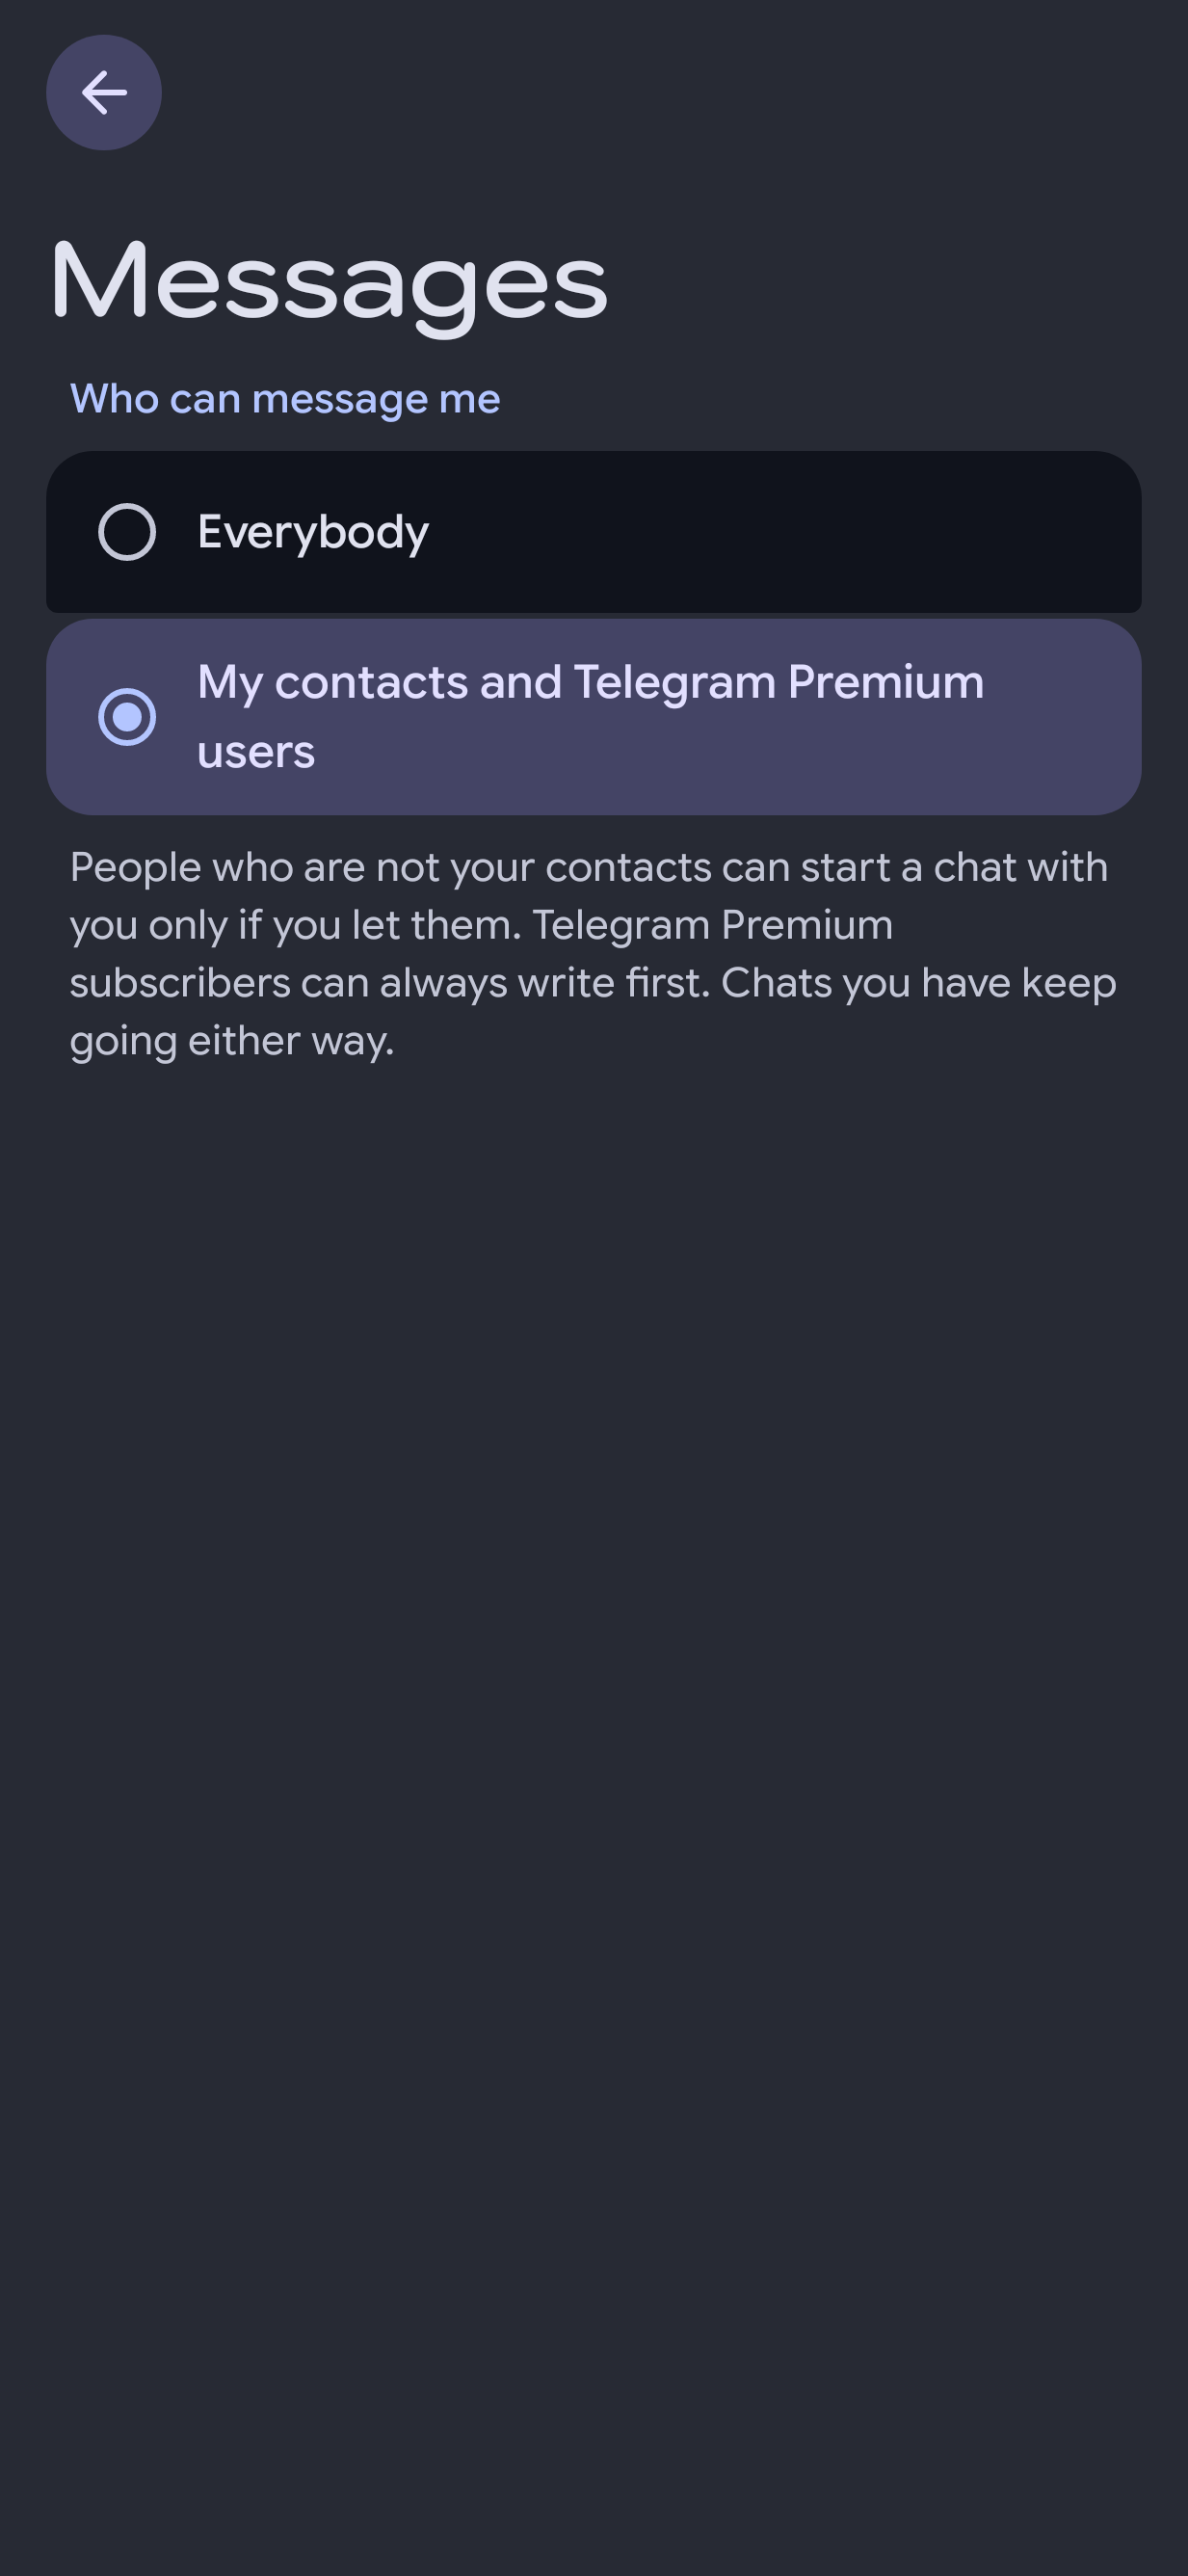 Messages
Who can message me
Everybody
My contacts and Telegram Premium
users
People who are not your contacts can start a chat with
you only if you let them. Telegram Premium
subscribers can always write first. Chats you have keep
going either way.